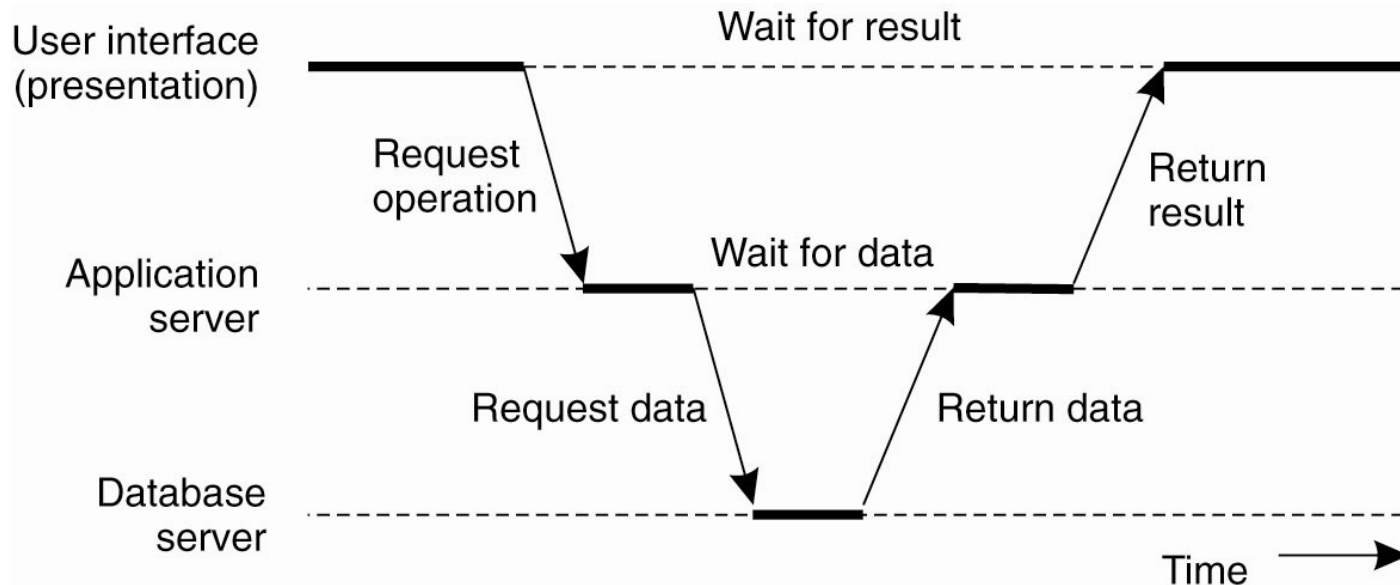 User interface
(presentation)
Wait for result
Request
operation
Return
result
Application
server
Wait for data
Request data
Return data
Database
server
Time